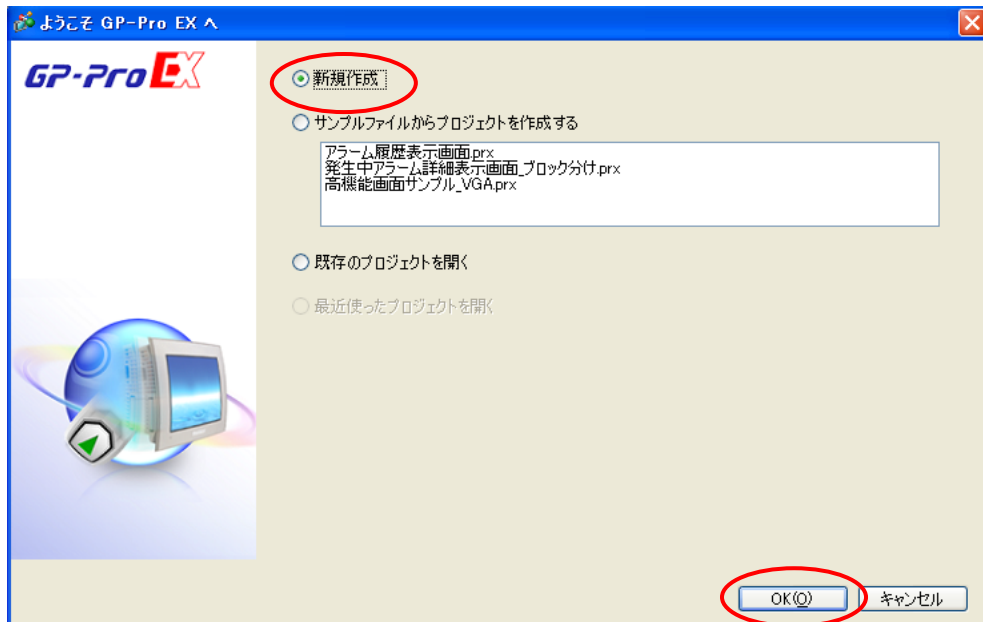 ようこそ GP-Pro EX へ
GP-Pro EX
新規作成
サンプルファイルからプロジェクトを作成する
アラーム履歴表示画面.prx
発生中アラーム詳細表示画面_ブロック分け.prx
高機能画面サンプル_VGA.prx
既存のプロジェクトを開く
最近使ったプロジェクトを開く
OK(O)
キャンセル